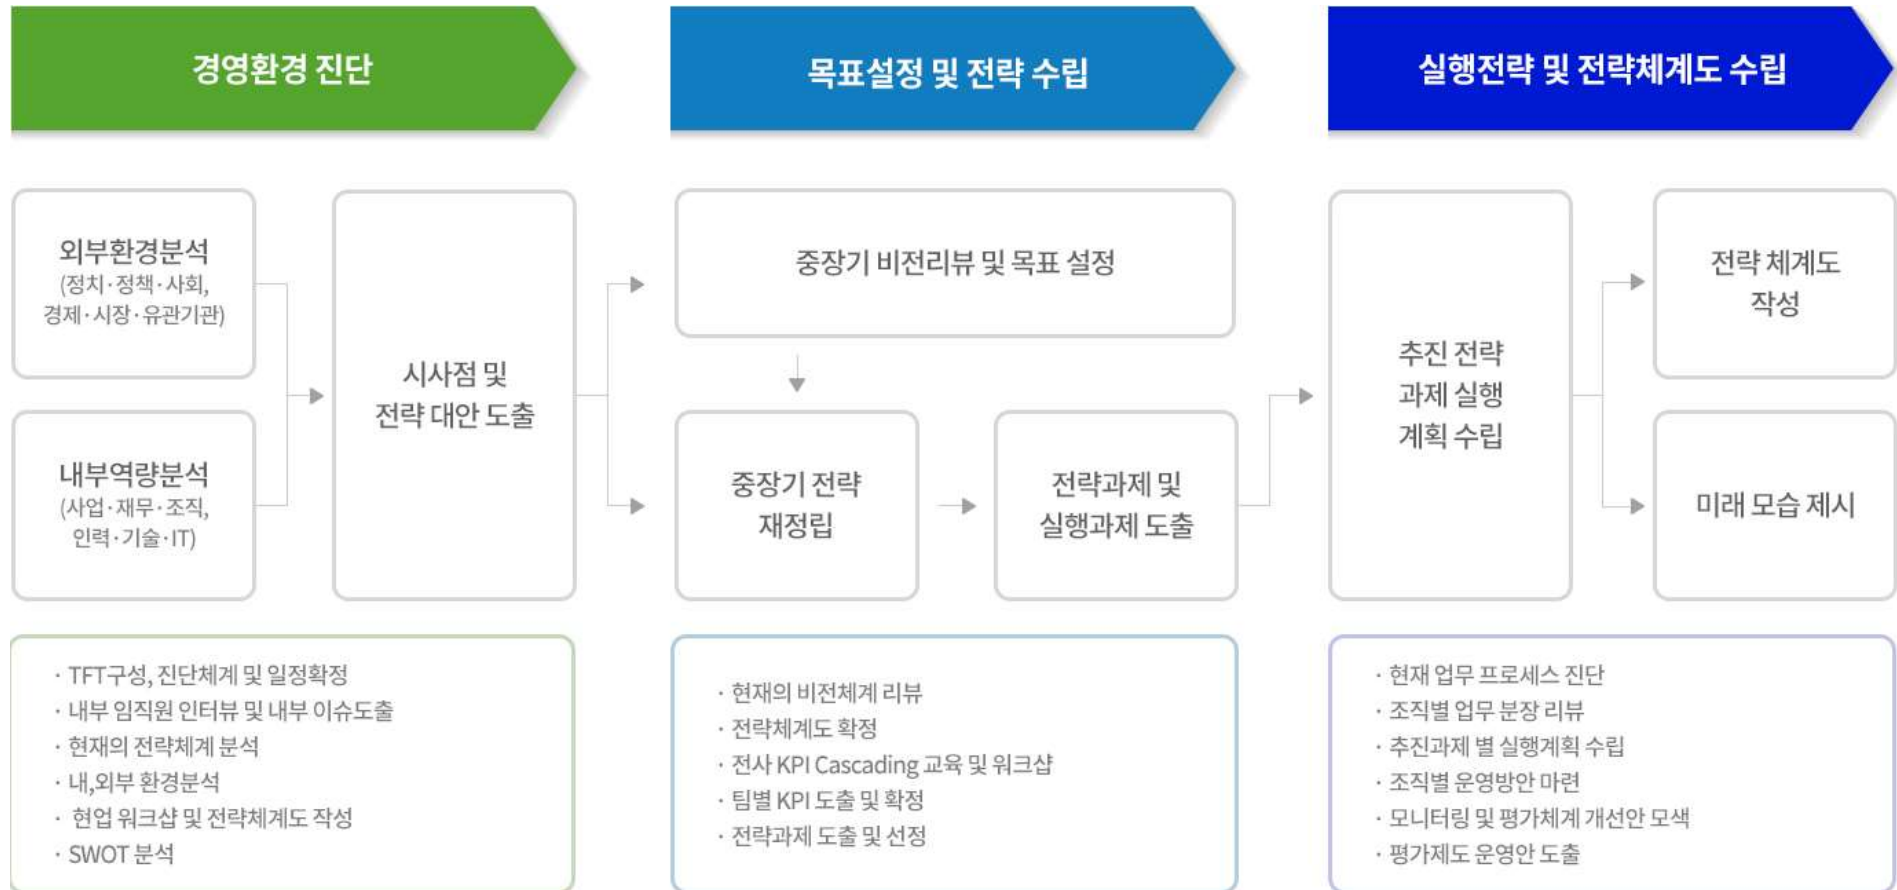 경영환경 진단
목표설정 및 전략 수립
실행전략 및 전략체계도 수립
외부환경분석
(정치·정책·사회,
경제·시장·유관기관)
내부역량분석
(사업·재무·조직,
인력·기술·IT)
시사점 및
전략 대안 도출
중장기 비전리뷰 및 목표 설정
중장기 전략
재정립
전략과제 및
실행과제 도출
추진 전략
과제 실행
계획 수립
전략 체계도
작성
미래 모습 제시
· TFT구성, 진단체계 및 일정확정
· 내부 임직원 인터뷰 및 내부 이슈도출
· 현재의 전략체계 분석
· 내,외부 환경분석
· 현업 워크샵 및 전략체계도 작성
· SWOT 분석
· 현재의 비전체계 리뷰
· 전략체계도 확정
· 전사 KPI Cascading 교육 및 워크샵
· 팀별 KPI 도출 및 확정
· 전략과제 도출 및 선정
· 현재 업무 프로세스 진단
· 조직별 업무 분장 리뷰
· 추진과제 별 실행계획 수립
· 조직별 운영방안 마련
· 모니터링 및 평가체계 개선안 모색
· 평가제도 운영안 도출